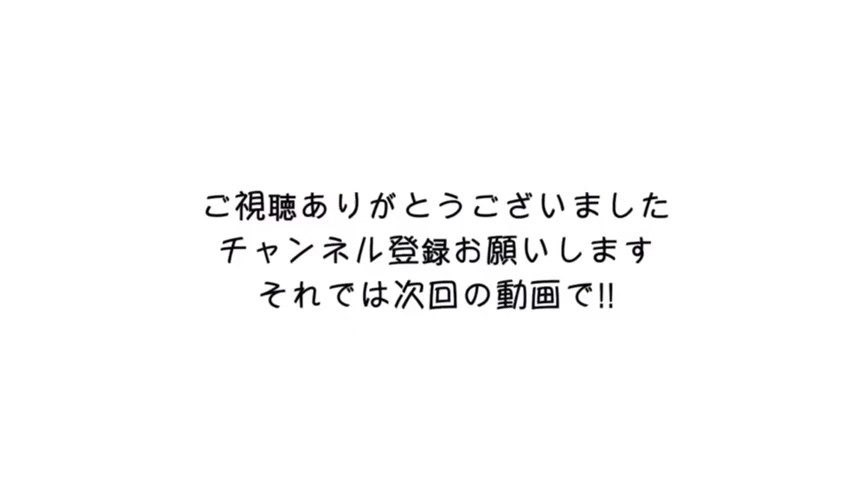 ご視聴ありがとうございました
チャンネル登録お願いします
それでは次回の動画で!!